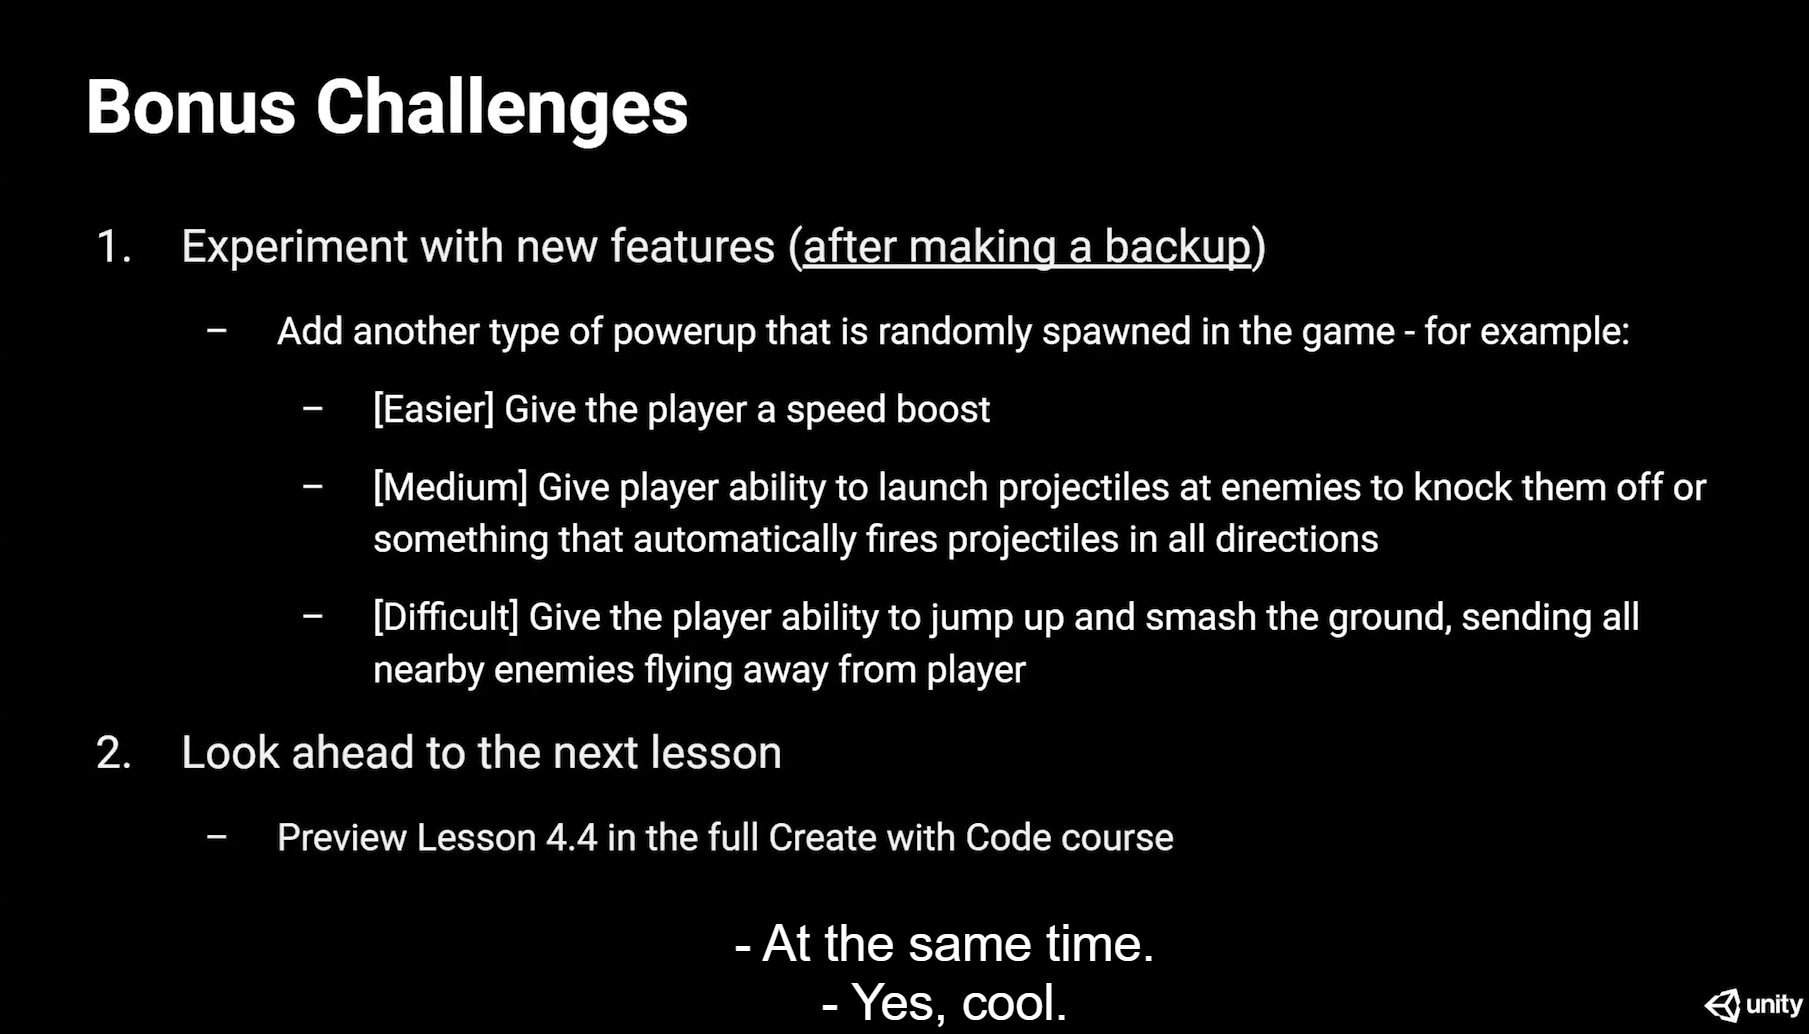 Bonus Challenges
1. Experiment with new features (after making a backup)
– Add another type of powerup that is randomly spawned in the game - for example:
– [Easier] Give the player a speed boost
– [Medium] Give player ability to launch projectiles at enemies to knock them off or
something that automatically fires projectiles in all directions
– [Difficult] Give the player ability to jump up and smash the ground, sending all
nearby enemies flying away from player
2. Look ahead to the next lesson
– Preview Lesson 4.4 in the full Create with Code course
- At the same time.
- Yes, cool.
unity